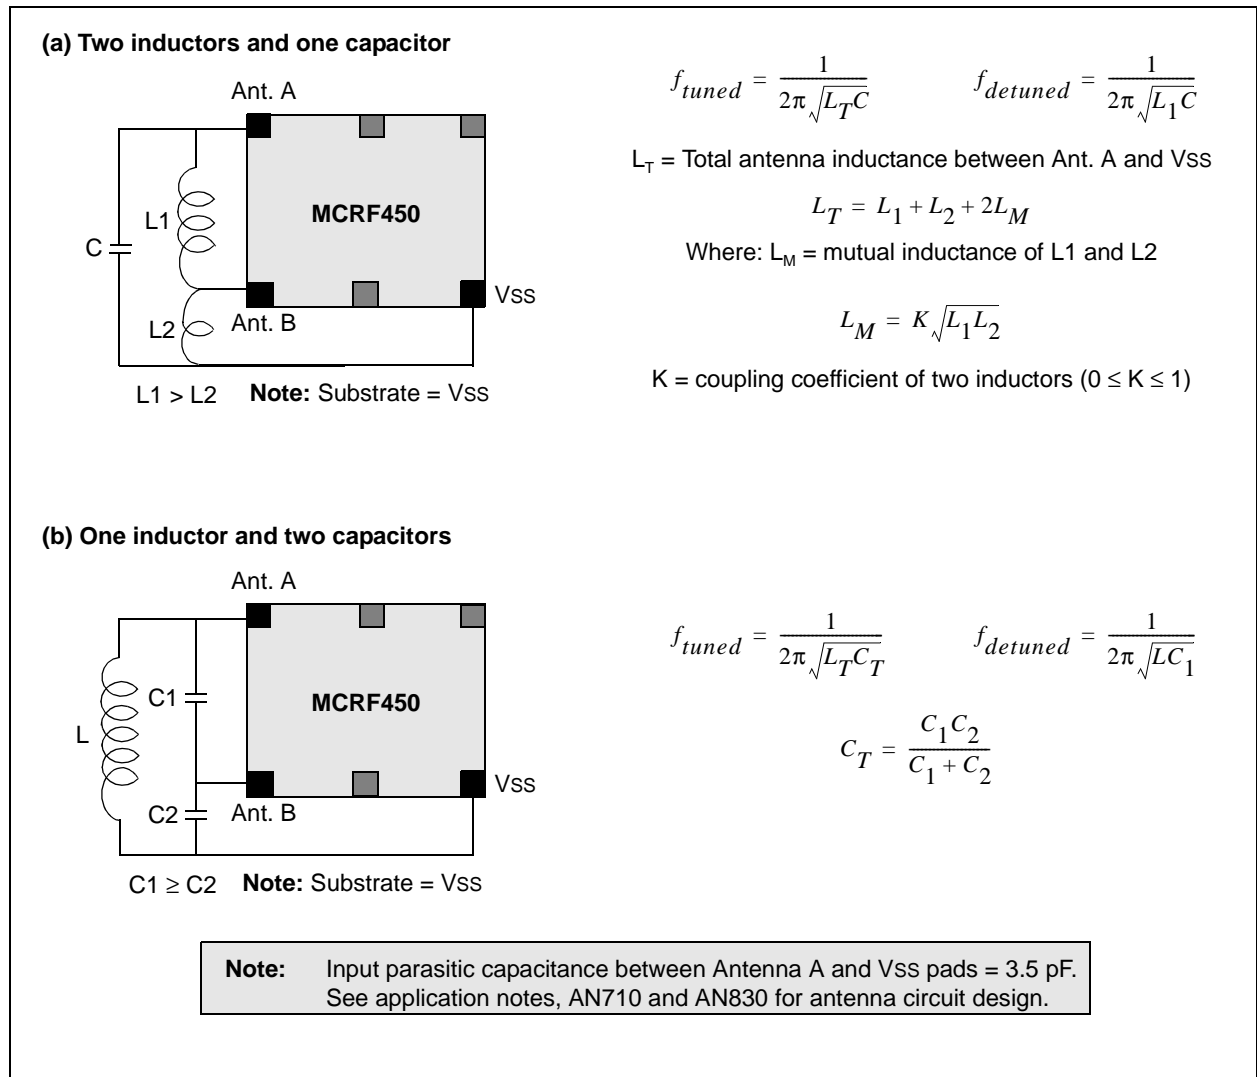 (a) Two inductors and one capacitor
Ant. A
L1
MCRF450
C
VSS
L2
Ant. B
L1 > L2 Note: Substrate = VSS
f_tuned = 1 / (2π√(L_T C)) f_detuned = 1 / (2π√(L_1 C))
L_T = Total antenna inductance between Ant. A and VSS
L_T = L_1 + L_2 + 2L_M
Where: L_M = mutual inductance of L1 and L2
L_M = K√(L_1 L_2)
K = coupling coefficient of two inductors (0 ≤ K ≤ 1)
(b) One inductor and two capacitors
Ant. A
C1
MCRF450
L
VSS
C2
Ant. B
C1 ≥ C2 Note: Substrate = VSS
f_tuned = 1 / (2π√(L_T C_T)) f_detuned = 1 / (2π√(LC_1))
C_T = C_1 C_2 / (C_1 + C_2)
Note: Input parasitic capacitance between Antenna A and VSS pads = 3.5 pF.
See application notes, AN710 and AN830 for antenna circuit design.